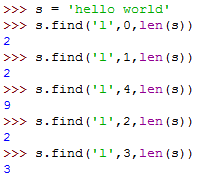 >>> s = 'hello world'
>>> s.find('l',0,len(s))
2
>>> s.find('l',1,len(s))
2
>>> s.find('l',4,len(s))
9
>>> s.find('l',2,len(s))
2
>>> s.find('l',3,len(s))
3